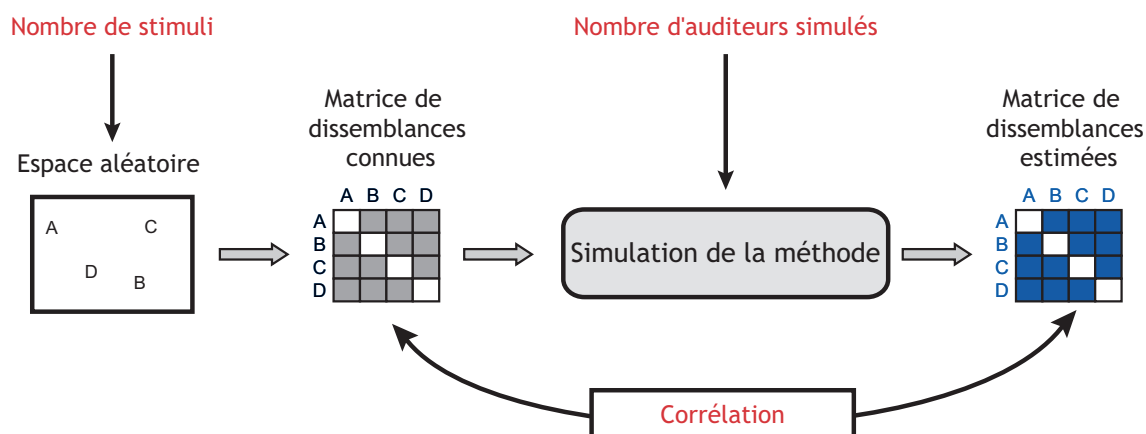 Nombre de stimuli
Nombre d'auditeurs simulés
Matrice de
dissemblances
connues
Matrice de
dissemblances
estimées
Espace aléatoire
A
C
D
B
A B C D
A
B
C
D
Simulation de la méthode
A B C D
A
B
C
D
Corrélation